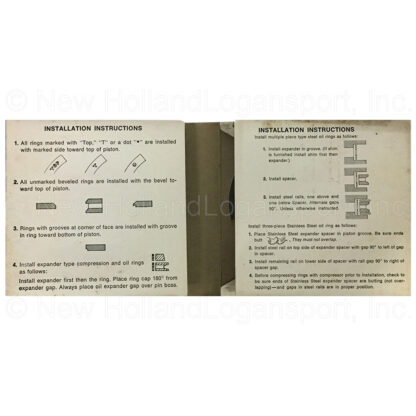 © New HollandLogansport, Inc.
INSTALLATION INSTRUCTIONS
1. All rings marked with "Top," "T" or a dot "•" are installed
with marked side toward top of piston.
TOP
T
2. All unmarked beveled rings are installed with the bevel to-
ward top of piston.
3. Rings with grooves at corner of face are installed with groove
in ring toward bottom of piston.
4. Install expander type compression and oil rings
as follows:
Install expander first then the ring. Place ring cap 180° from
expander gap. Always place oil expander gap over pin boss.
INSTALLATION INSTRUCTIONS
Install multiple piece type steel oil rings as follows:
1. Install expander in groove. (If shim
is furnished install shim first then
expander.)
2. Install spacer.
3. Install steel rails, one above and
one below Spacer. Alternate gaps
90°. Unless otherwise instructed.
Install three-piece Stainless Steel oil ring as follows:
1. Place Stainless Steel expander spacer in piston groove. Be sure ends
butt They must not overlap.
2. Install steel rail on top side of expander spacer with gap 90° to left of gap
in spacer.
3. Install remaining rail on lower side of spacer with rail gap 90° to right of
spacer gap.
4. Before compressing rings with compressor prior to installation, check to
be sure ends of Stainless Steel expander spacer are butting (not over-
lapping)—and gaps in steel rails are in proper position.